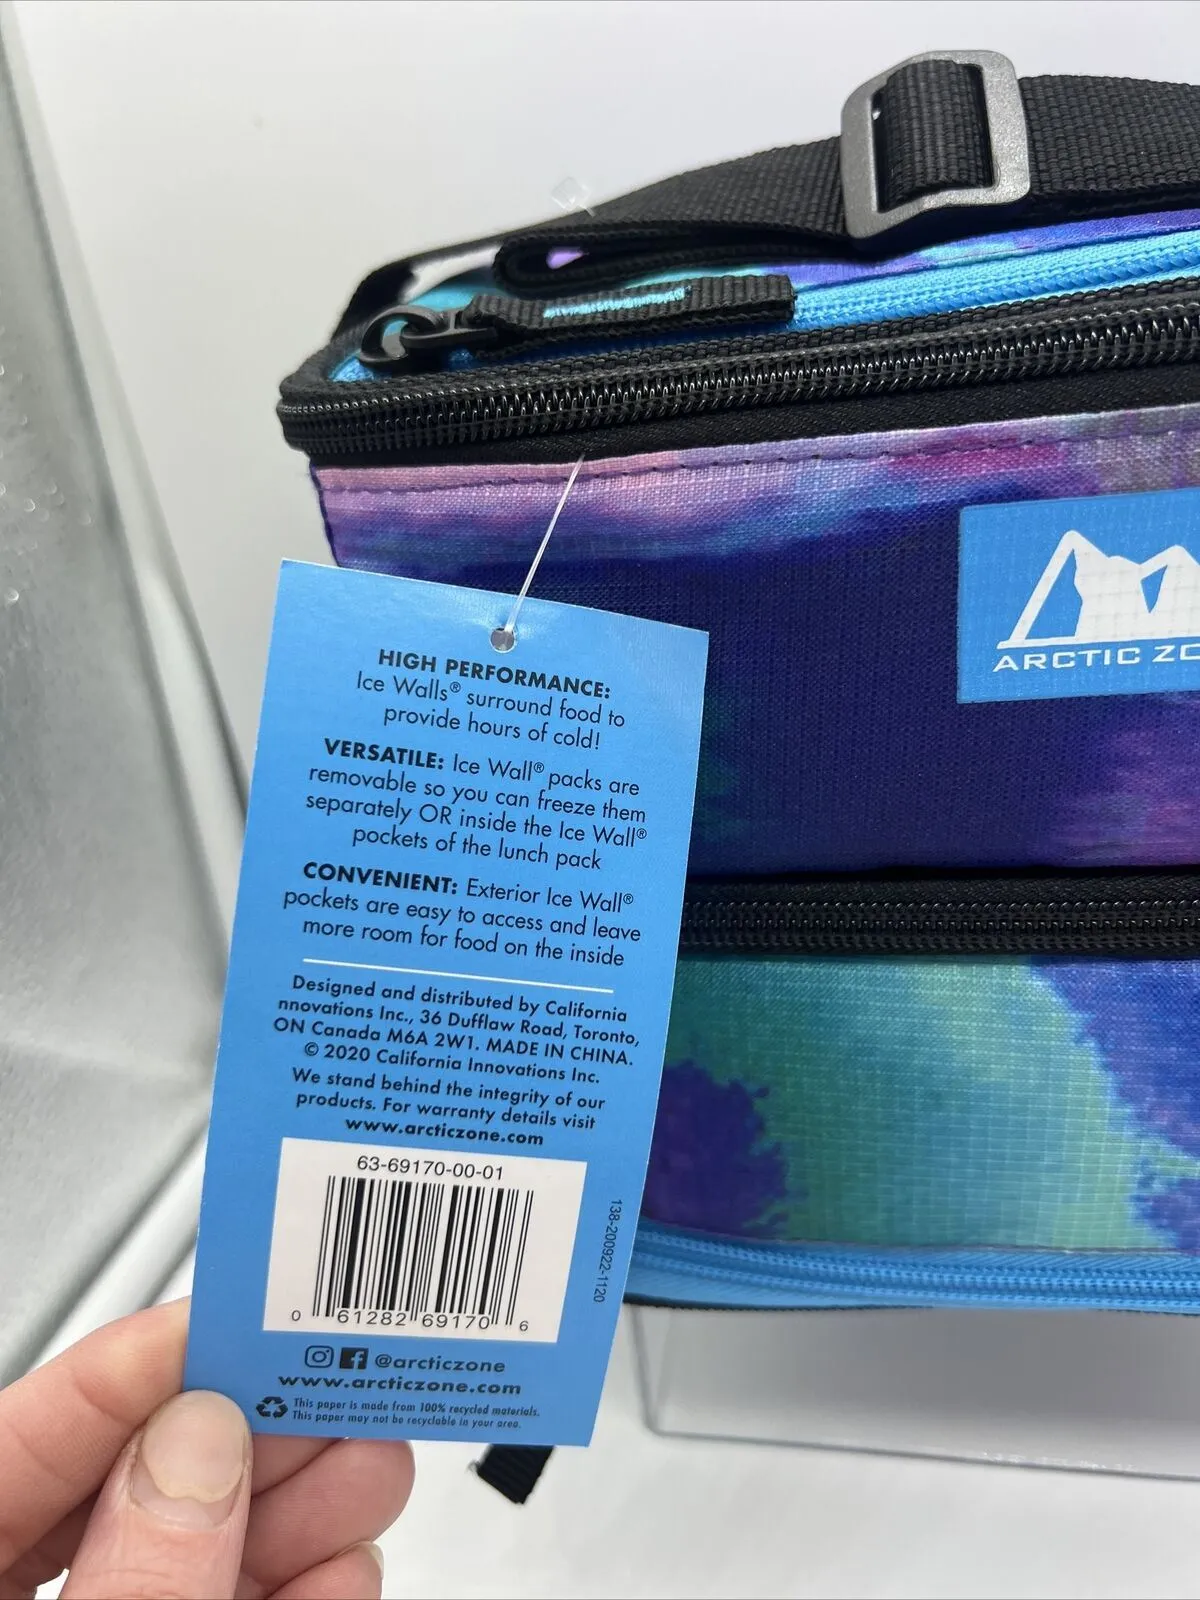 HIGH PERFORMANCE:
Ice Walls® surround food to
provide hours of cold!
VERSATILE: Ice Wall® packs are
removable so you can freeze them
separately OR inside the Ice Wall®
pockets of the lunch pack
CONVENIENT: Exterior Ice Wall®
pockets are easy to access and leave
more room for food on the inside
Designed and distributed by California
nnovations Inc., 36 Dufflaw Road, Toronto,
ON Canada M6A 2W1. MADE IN CHINA.
© 2020 California Innovations Inc.
We stand behind the integrity of our
products. For warranty details visit
www.arcticzone.com
63-69170-00-01
0 61282 69170 6
138-200922-1120
@arcticzone
www.arcticzone.com
This paper is made from 100% recycled materials.
This paper may not be recyclable in your area.
ARCTIC ZO